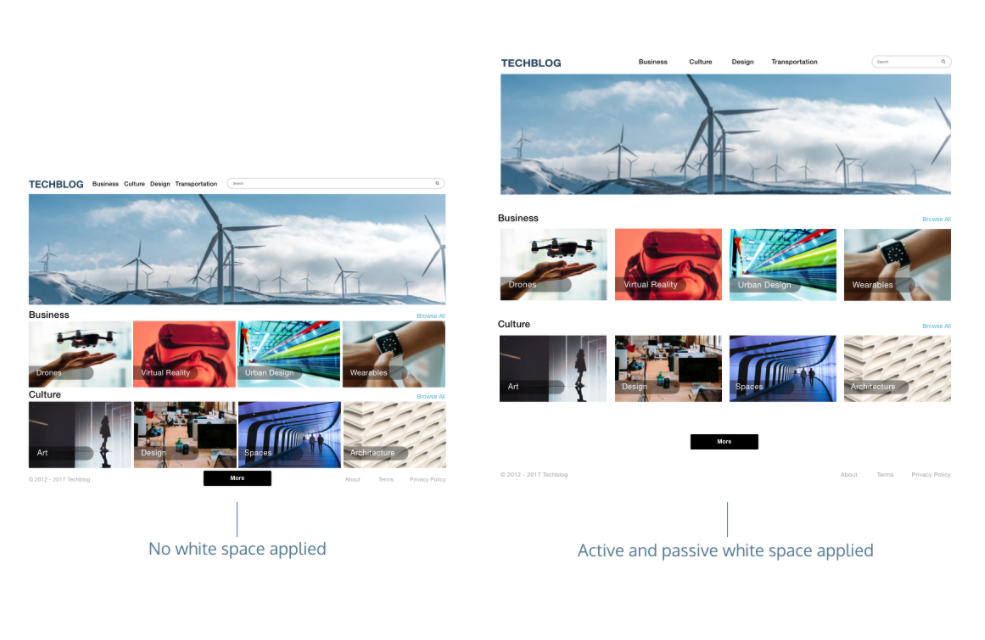 TECHBLOG Business Culture Design Transportation Search
Business Browse All
Drones Virtual Reality Urban Design Wearables
Culture Browse All
Art Design Spaces Architecture
More
© 2012 - 2017 Techblog About Terms Privacy Policy
No white space applied
TECHBLOG Business Culture Design Transportation Search
Business Browse All
Drones Virtual Reality Urban Design Wearables
Culture Browse All
Art Design Spaces Architecture
More
© 2012 - 2017 Techblog About Terms Privacy Policy
Active and passive white space applied